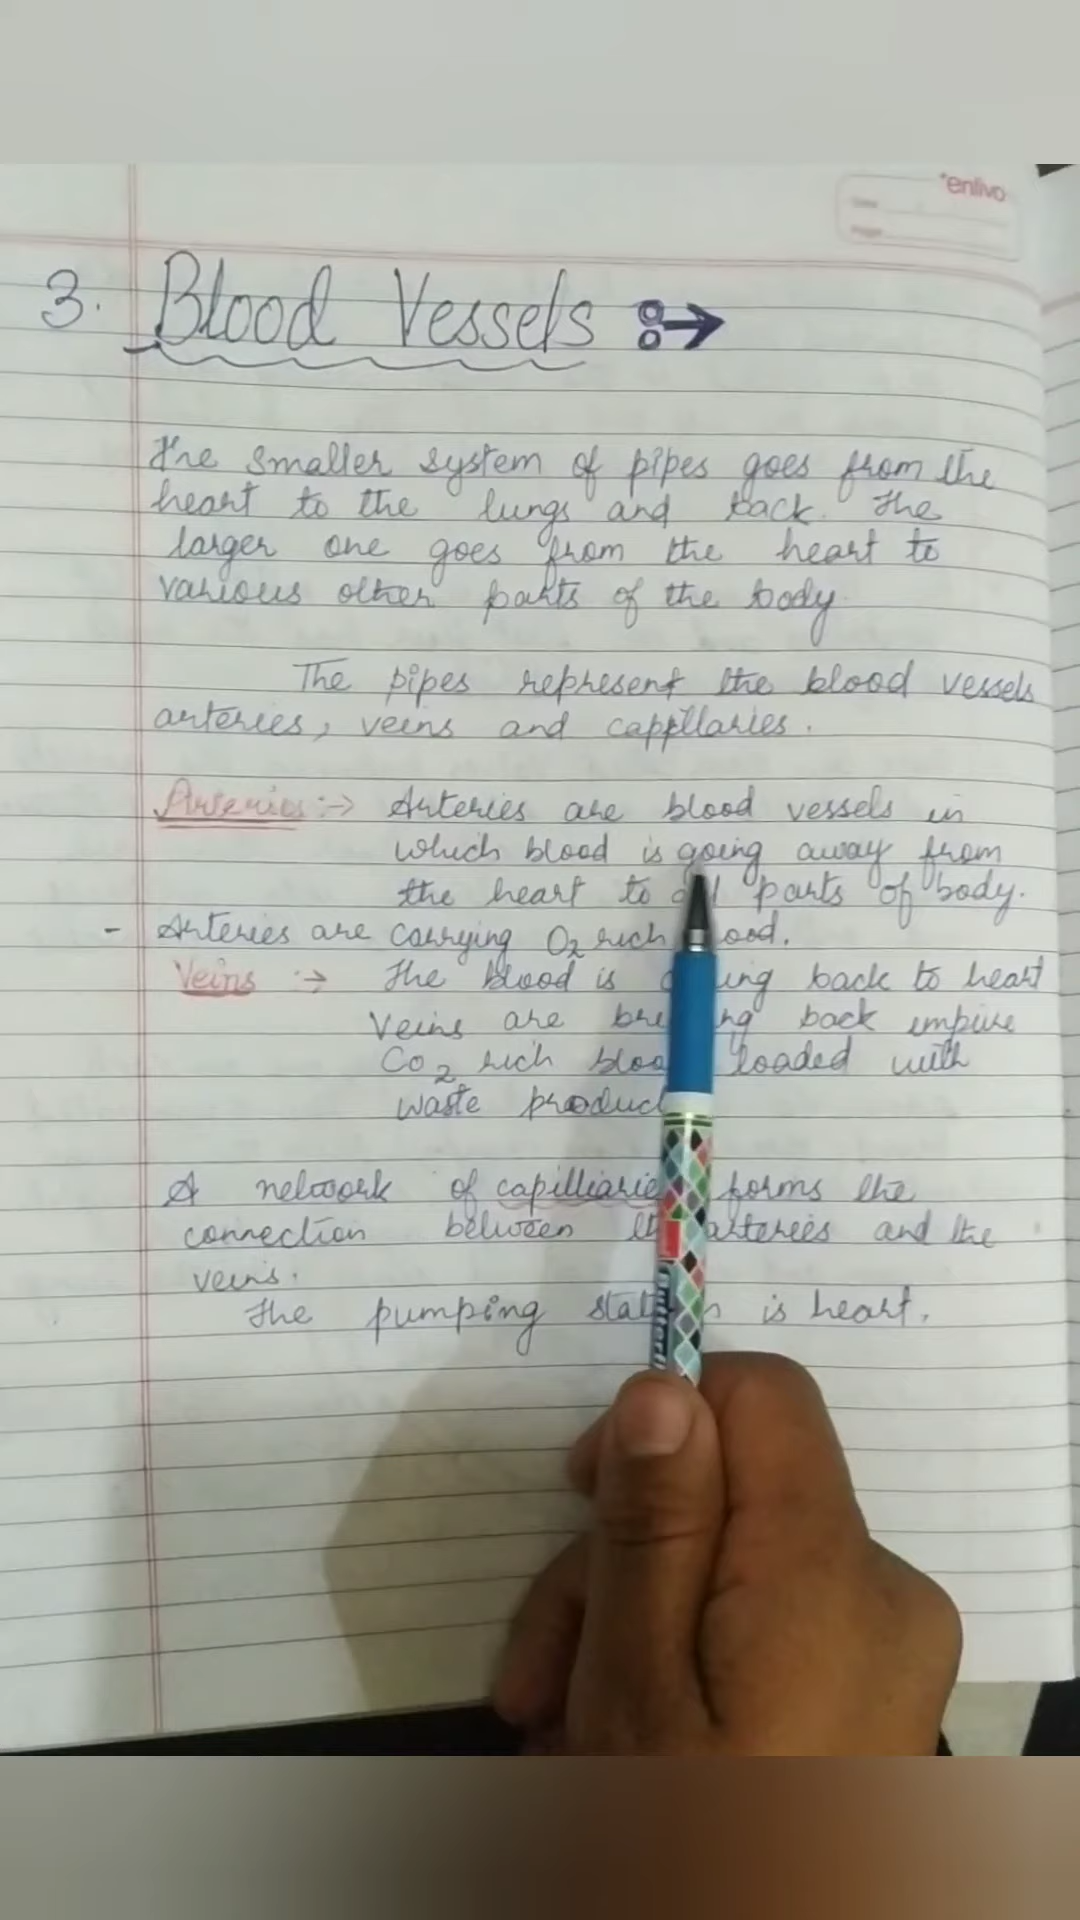 enlivo
3. Blood Vessels
The smaller system of pipes goes from the
heart to the lungs and back. The
larger one goes from the heart to
various other parts of the body.
The pipes represent the blood vessels
arteries, veins and cappilaries.
Arteries :→ Arteries are blood vessels in
which blood is going away from
the heart to parts of body.
- Arteries are carrying O2 rich
Veins :→ The blood is back to heart
Veins are back impure
CO2 rich loaded with
waste
A network of forms the
connection between arteries and the
veins.
The pumping is heart.